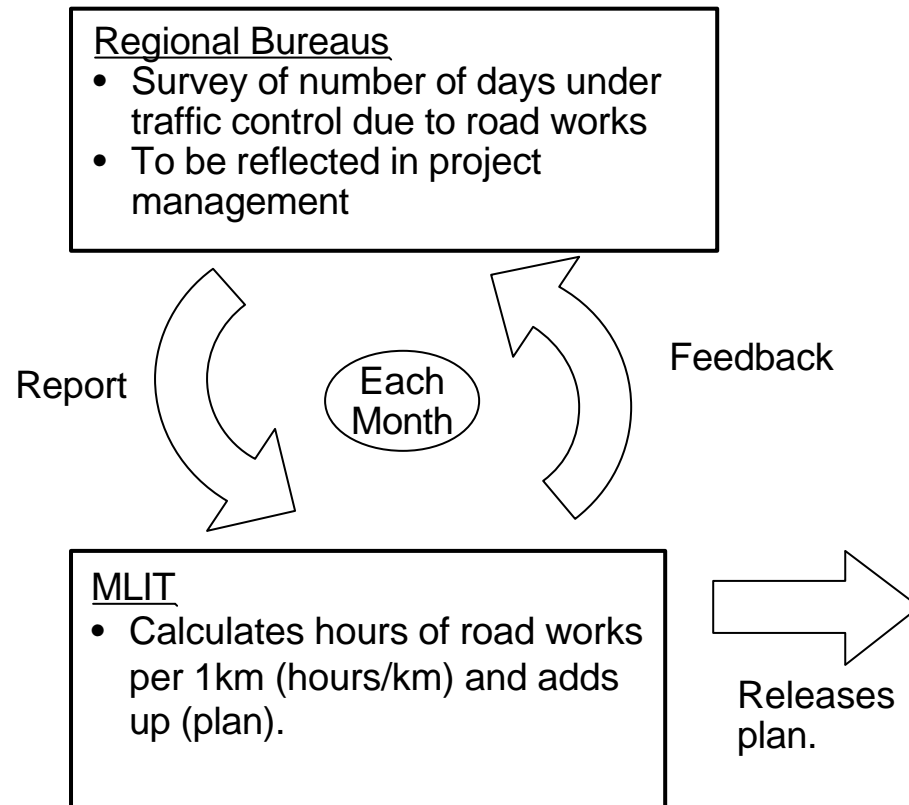 Regional Bureaus
• Survey of number of days under
traffic control due to road works
• To be reflected in project
management
Report
Each
Month
Feedback
MLIT
• Calculates hours of road works
per 1km (hours/km) and adds
up (plan).
Releases
plan.